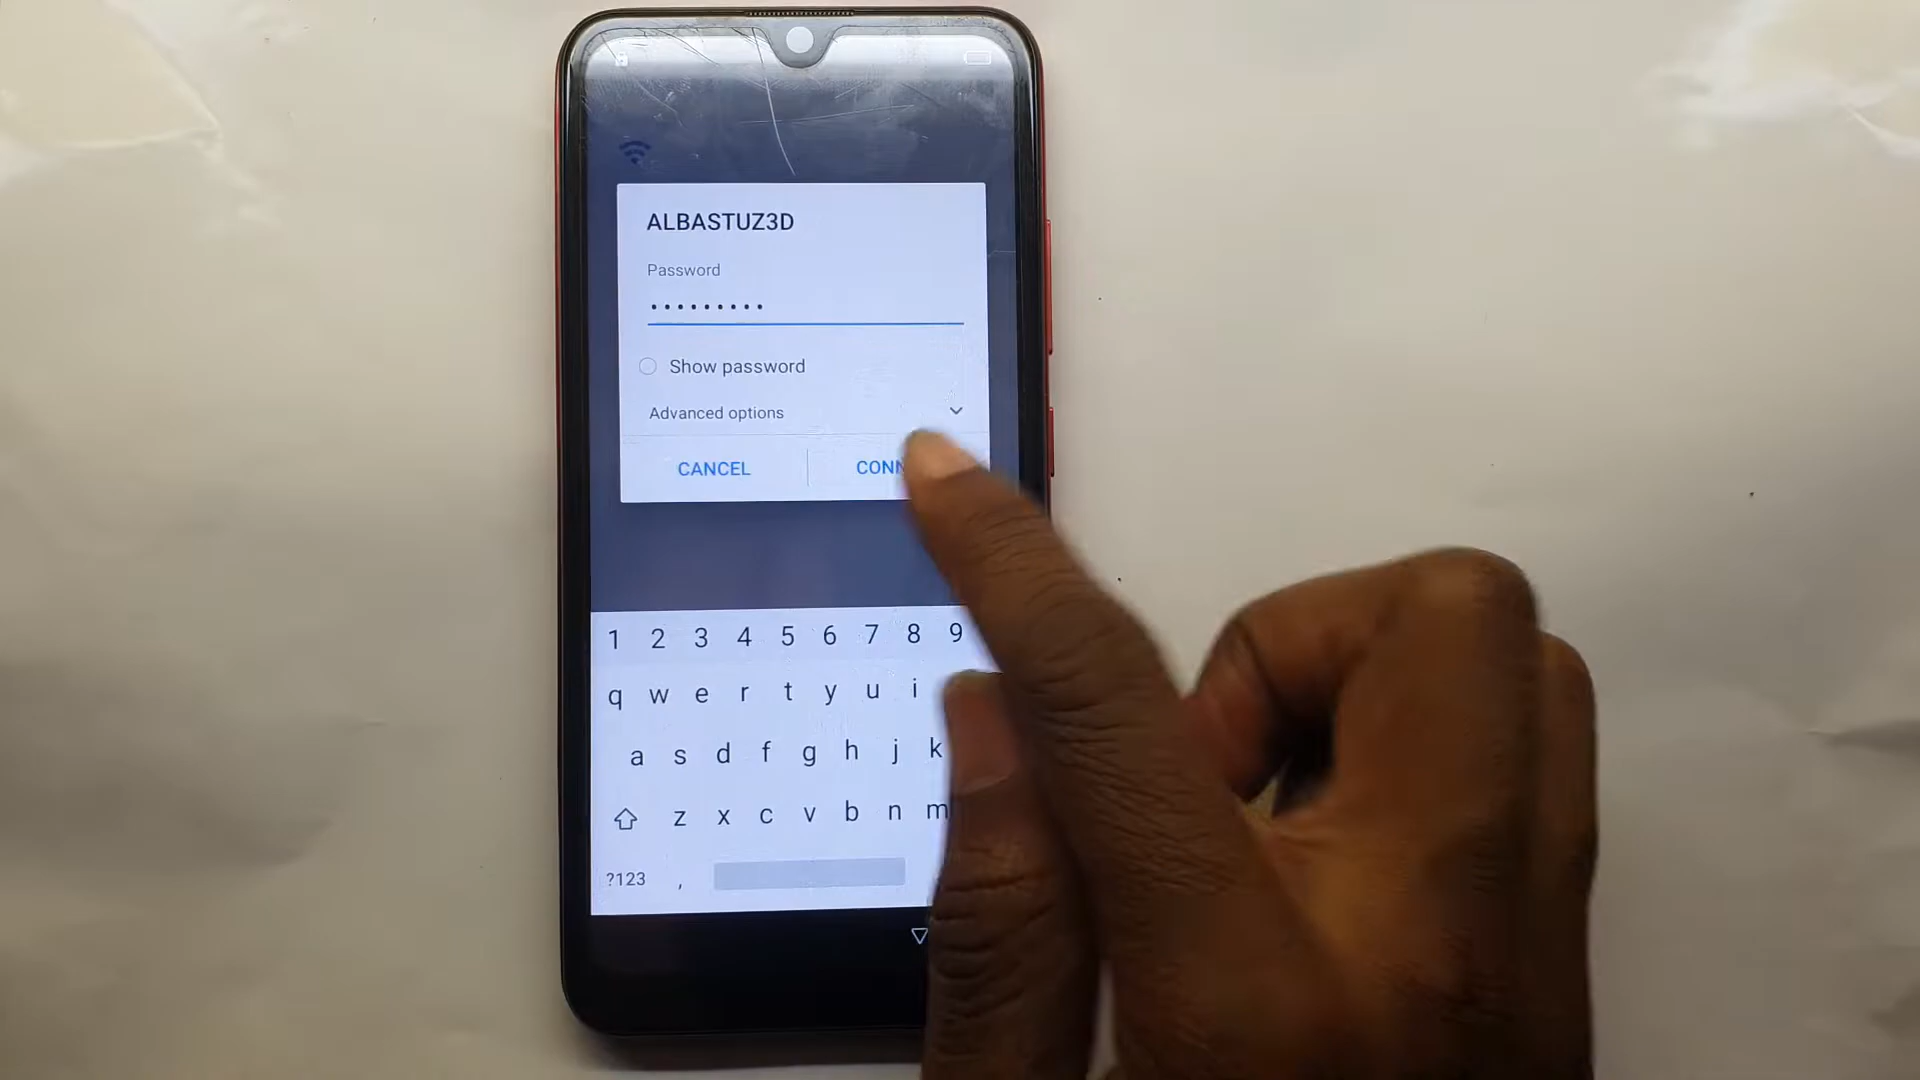 ALBASTUZ3D
Password
•••••••••
Show password
Advanced options
CANCEL CONN
1 2 3 4 5 6 7 8 9
q w e r t y u i
a s d f g h j k
z x c v b n m
?123 ,